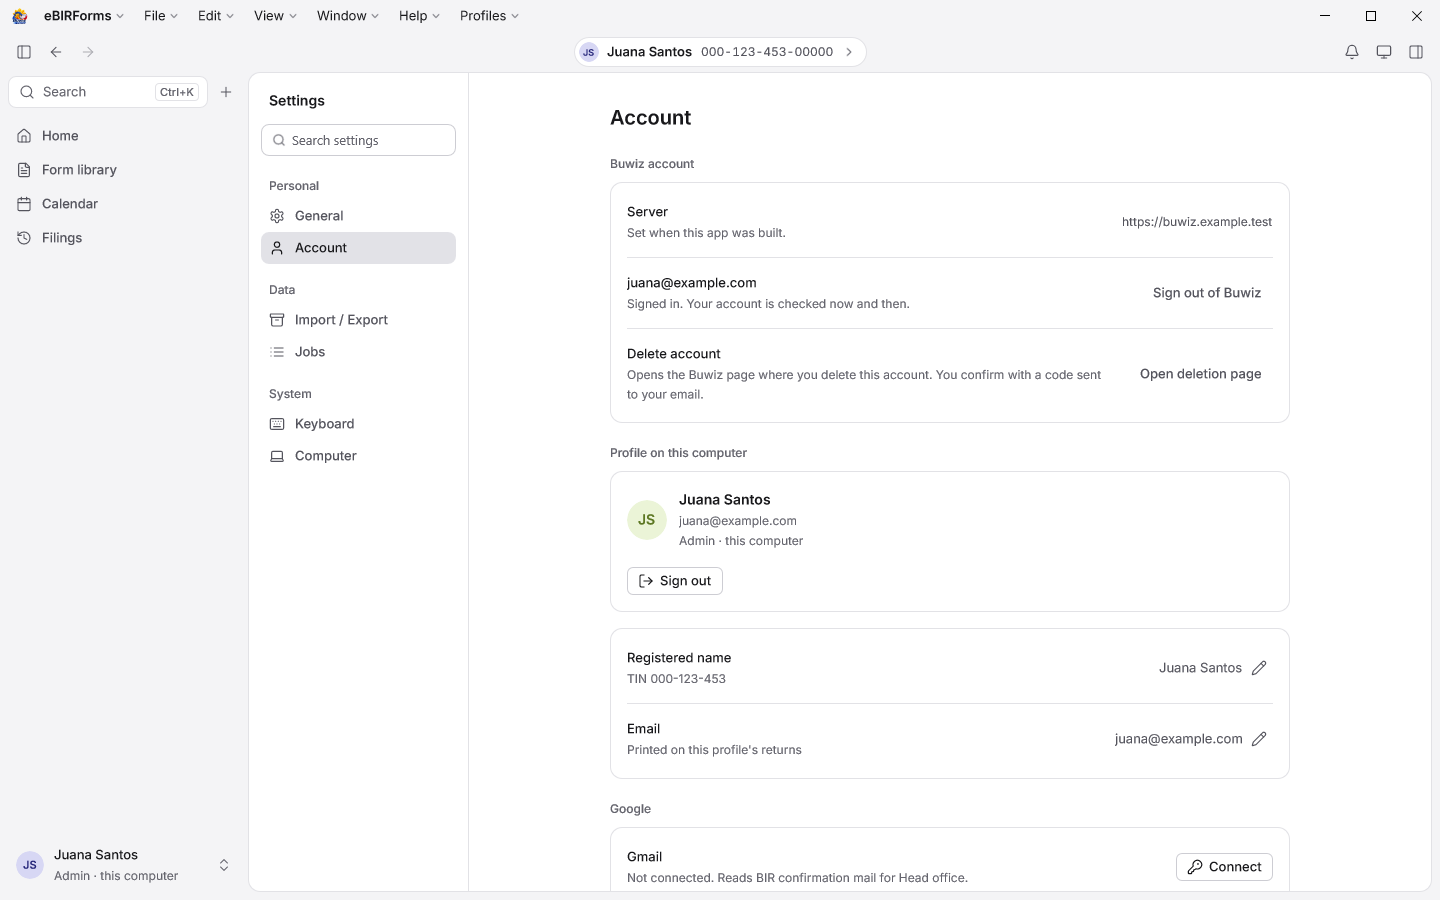 eBIRForms File Edit View Window Help Profiles
JS Juana Santos 000-123-453-00000
Search Ctrl+K
Home
Form library
Calendar
Filings
JS Juana Santos
Admin · this computer
Settings
Search settings
Personal
General
Account
Data
Import / Export
Jobs
System
Keyboard
Computer
Account
Buwiz account
Server
Set when this app was built.
https://buwiz.example.test
juana@example.com
Signed in. Your account is checked now and then.
Sign out of Buwiz
Delete account
Opens the Buwiz page where you delete this account. You confirm with a code sent
to your email.
Open deletion page
Profile on this computer
JS
Juana Santos
juana@example.com
Admin · this computer
Sign out
Registered name
TIN 000-123-453
Juana Santos
Email
Printed on this profile's returns
juana@example.com
Google
Gmail
Not connected. Reads BIR confirmation mail for Head office.
Connect